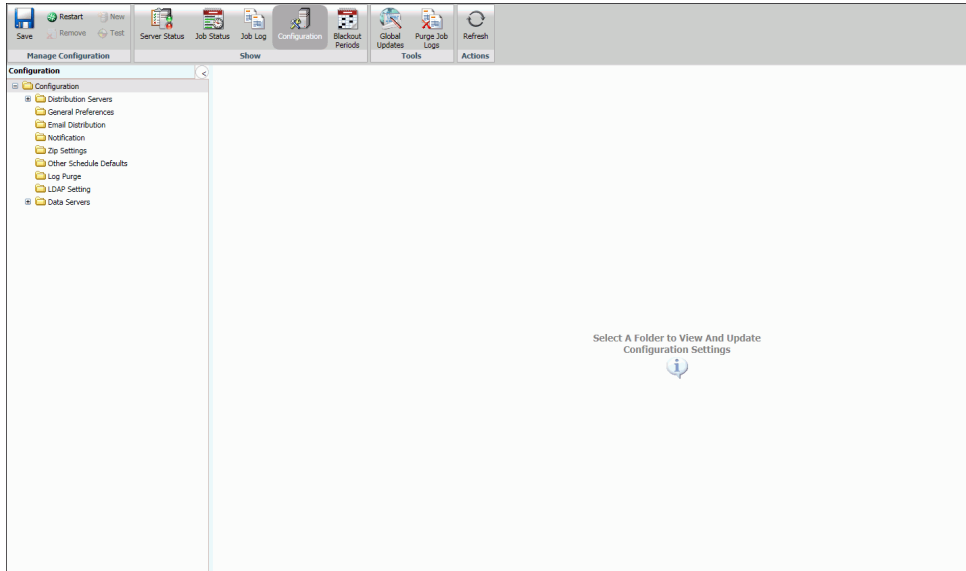 Restart New
Save Remove Test
Server Status Job Status Job Log Configuration Blackout Periods
Global Updates Purge Job Logs Refresh
Manage Configuration Show Tools Actions
Configuration
Configuration
Distribution Servers
General Preferences
Email Distribution
Notification
Zip Settings
Other Schedule Defaults
Log Purge
LDAP Setting
Data Servers
Select A Folder to View And Update
Configuration Settings